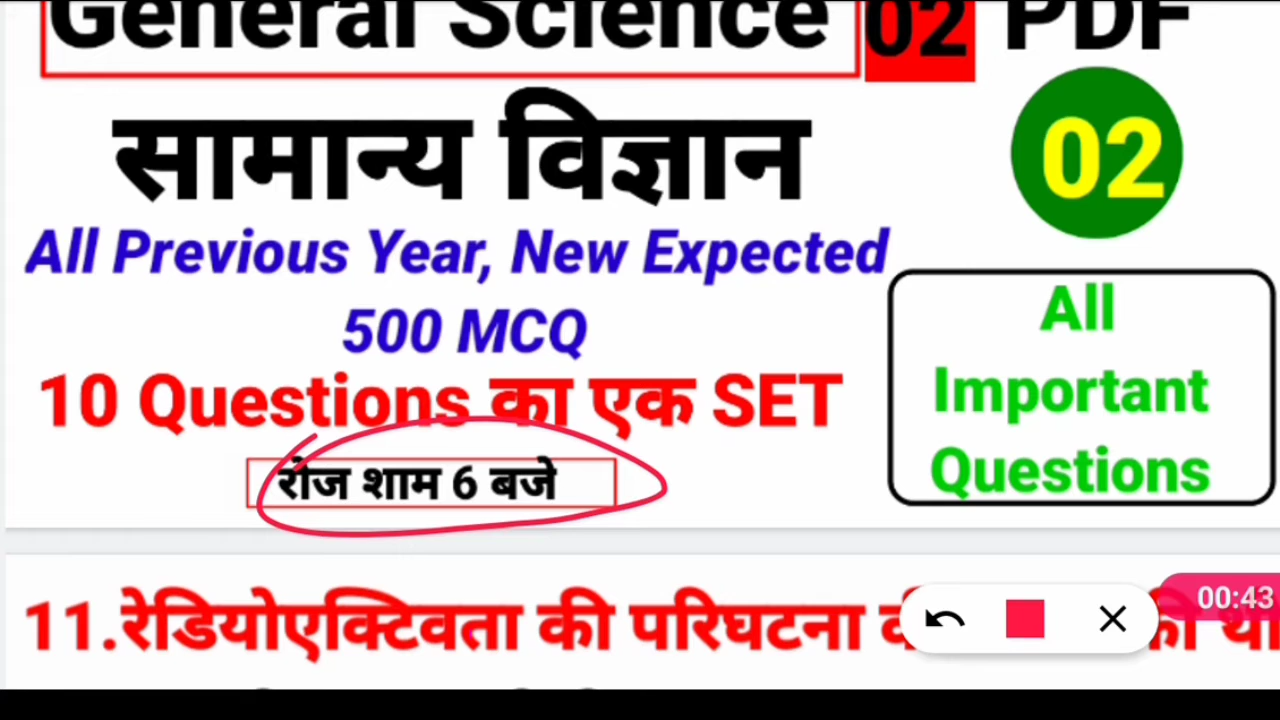 General Science 02 PDF
सामान्य विज्ञान
02
All Previous Year, New Expected
500 MCQ
10 Questions का एक SET
रोज शाम 6 बजे
All
Important
Questions
11.रेडियोएक्टिवता की परिघटना
00:43